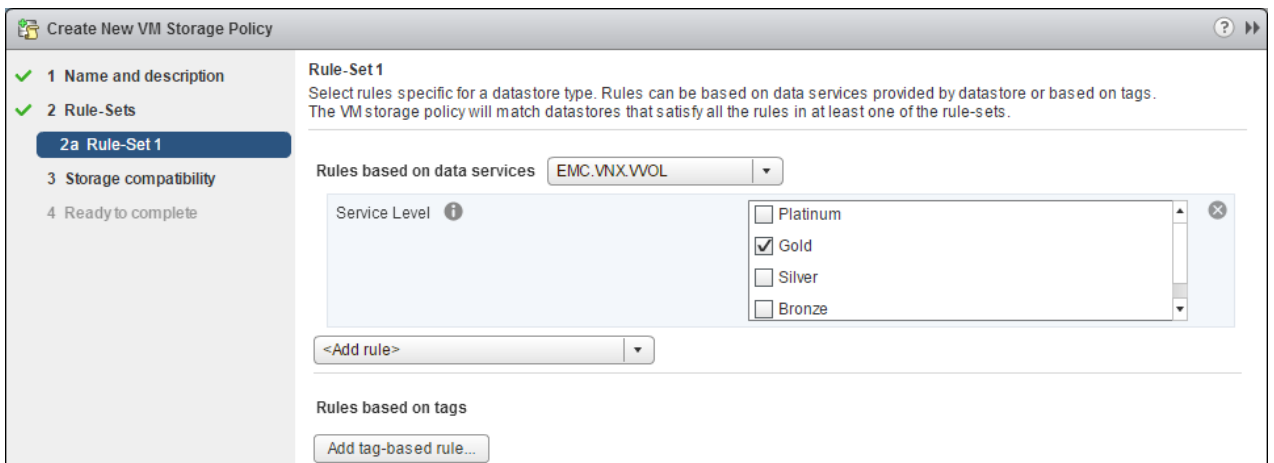 Create New VM Storage Policy
?
1 Name and description
2 Rule-Sets
2a Rule-Set 1
3 Storage compatibility
4 Ready to complete
Rule-Set 1
Select rules specific for a datastore type. Rules can be based on data services provided by datastore or based on tags.
The VM storage policy will match datastores that satisfy all the rules in at least one of the rule-sets.
Rules based on data services EMC.VNX.VVOL
Service Level
Platinum
Gold
Silver
Bronze
<Add rule>
Rules based on tags
Add tag-based rule...